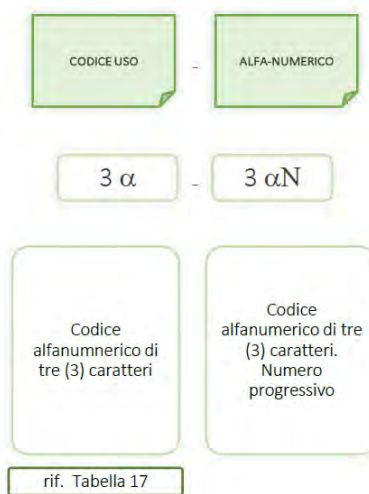 CODICE USO - ALFA-NUMERICO
3 α - 3 αN
Codice
alfanumnerico di
tre (3) caratteri
Codice
alfanumerico di tre
(3) caratteri.
Numero
progressivo
rif. Tabella 17